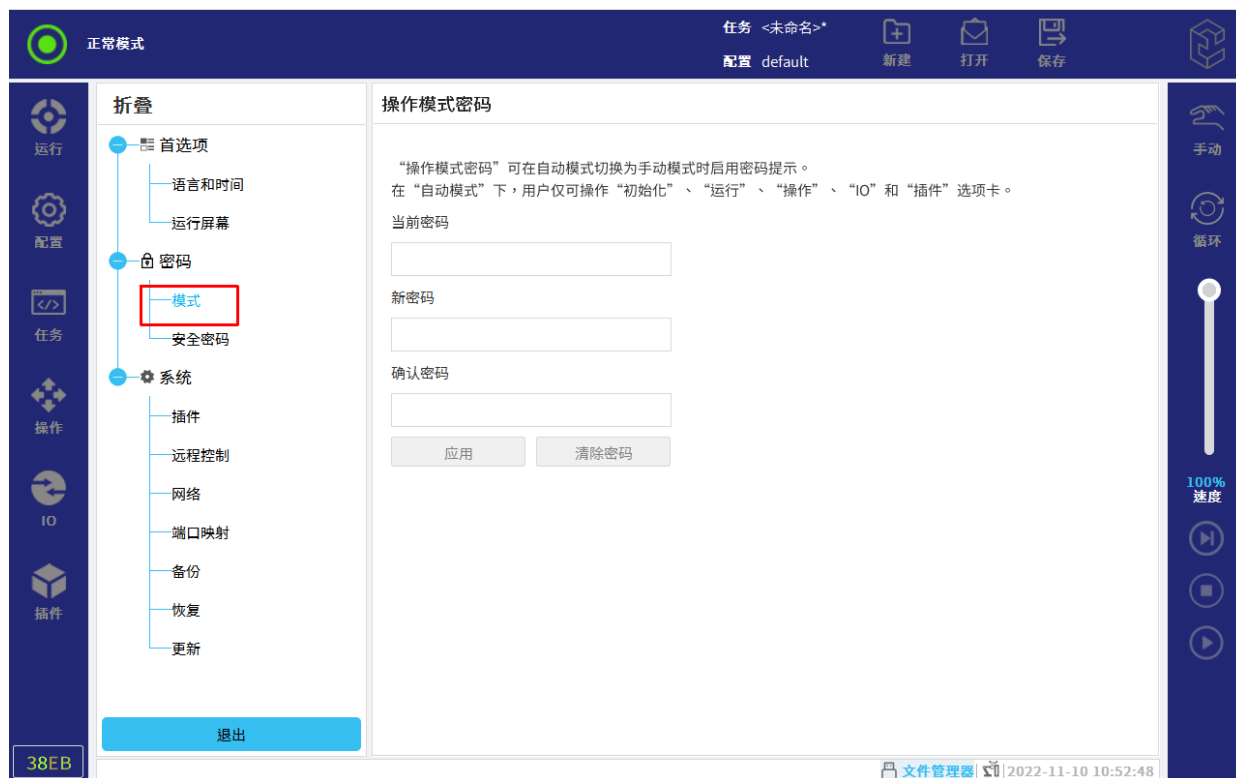 正常模式
任务 <未命名>*
配置 default
新建
打开
保存
运行
配置
任务
操作
IO
插件
38EB
折叠
首选项
语言和时间
运行屏幕
密码
模式
安全密码
系统
插件
远程控制
网络
端口映射
备份
恢复
更新
退出
操作模式密码
“操作模式密码”可在自动模式切换为手动模式时启用密码提示。
在“自动模式”下，用户仅可操作“初始化”、“运行”、“操作”、“IO”和“插件”选项卡。
当前密码
新密码
确认密码
应用
清除密码
手动
循环
100%
速度
文件管理器 2022-11-10 10:52:48